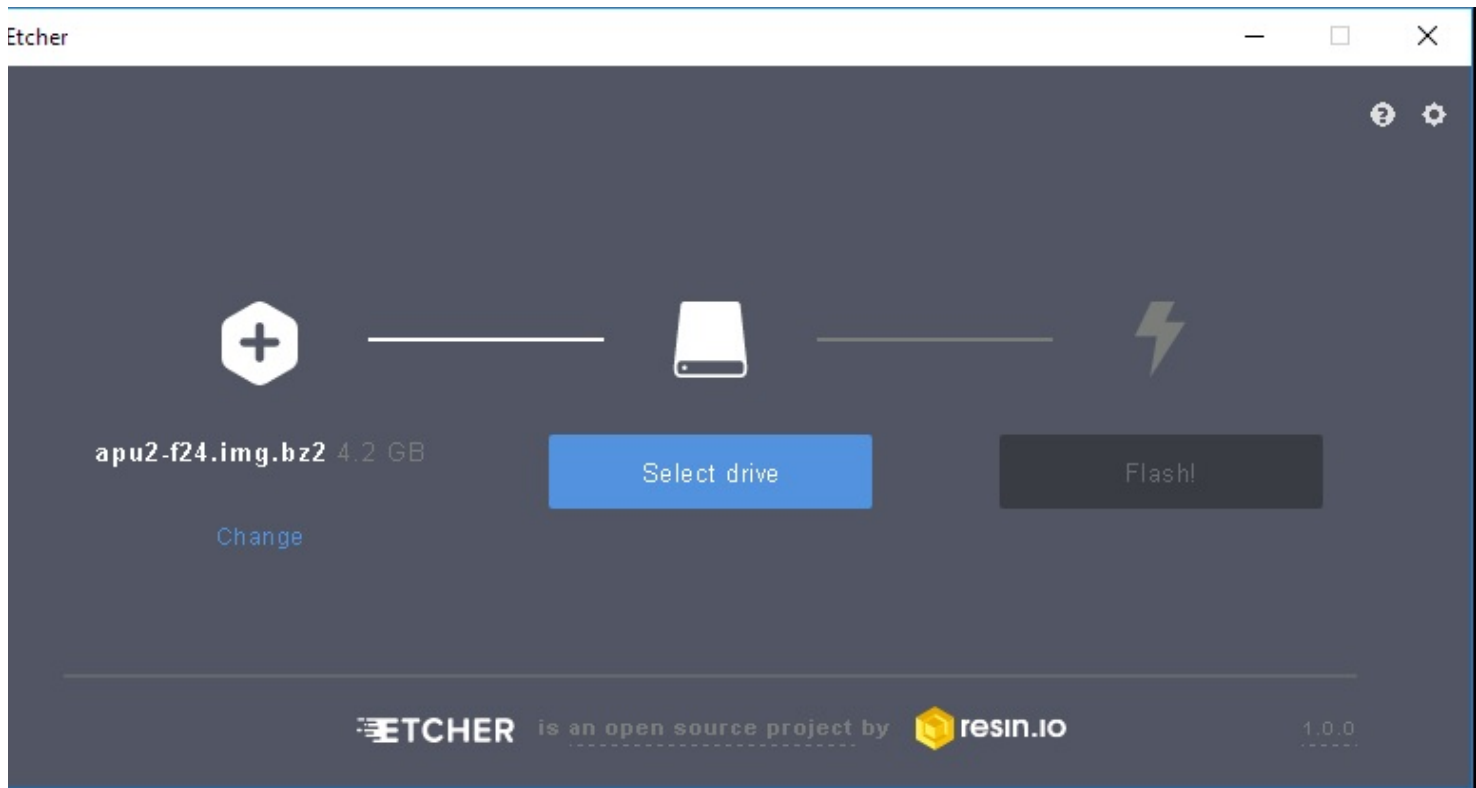 Etcher
apu2-f24.img.bz2 4.2 GB
Select drive
Flash!
Change
ETCHER is an open source project by resin.io 1.0.0